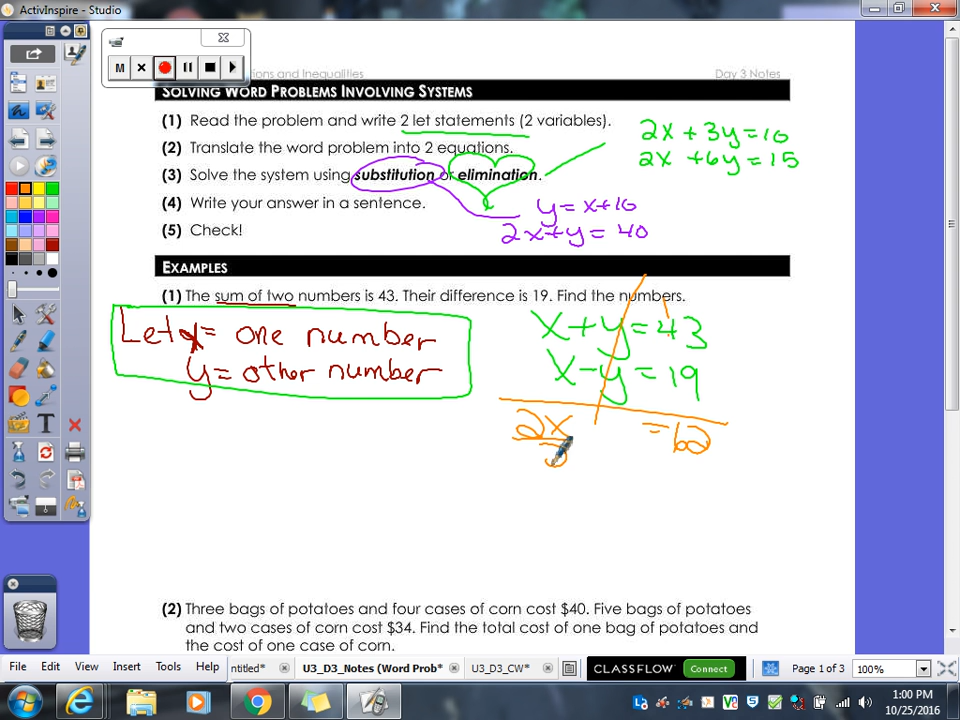 ActivInspire - Studio
M
tions and Inequalities
Day 3 Notes
SOLVING WORD PROBLEMS INVOLVING SYSTEMS
(1) Read the problem and write 2 let statements (2 variables).
(2) Translate the word problem into 2 equations.
(3) Solve the system using substitution or elimination.
(4) Write your answer in a sentence.
(5) Check!
2x + 3y = 10
2x + 6y = 15
y = x + 10
2x + y = 40
EXAMPLES
(1) The sum of two numbers is 43. Their difference is 19. Find the numbers.
Let x = one number
y = other number
x + y = 43
x - y = 19
2x = 62
(2) Three bags of potatoes and four cases of corn cost $40. Five bags of potatoes
and two cases of corn cost $34. Find the total cost of one bag of potatoes and
the cost of one case of corn.
File Edit View Insert Tools Help
ntitled* U3_D3_Notes (Word Prob* U3_D3_CW* CLASSFLOW Connect Page 1 of 3 100%
1:00 PM
10/25/2016